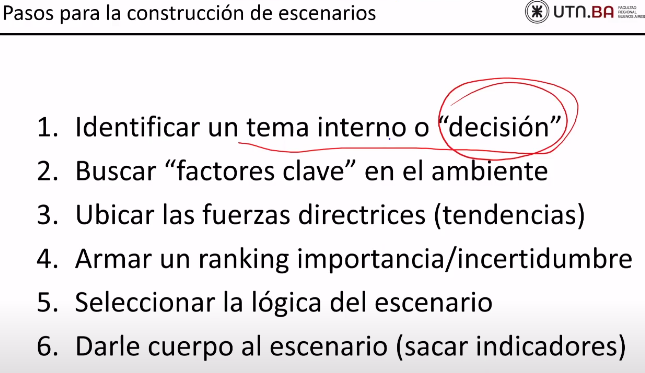 Pasos para la construcción de escenarios
UTN.BA
FACULTAD
REGIONAL
BUENOS AIRES
1. Identificar un tema interno o “decisión”
2. Buscar “factores clave” en el ambiente
3. Ubicar las fuerzas directrices (tendencias)
4. Armar un ranking importancia/incertidumbre
5. Seleccionar la lógica del escenario
6. Darle cuerpo al escenario (sacar indicadores)